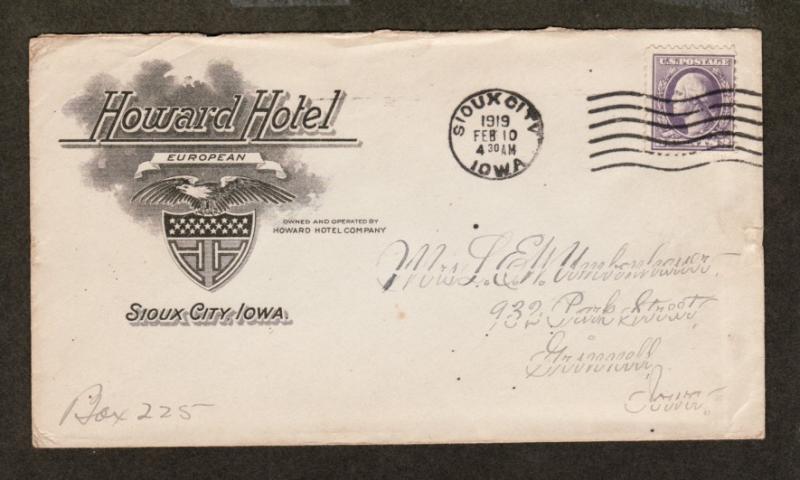 Howard Hotel
EUROPEAN
OWNED AND OPERATED BY
HOWARD HOTEL COMPANY
SIOUX CITY, IOWA.
SIOUX CITY
1919
FEB 10
4 30 AM
IOWA
U.S. POSTAGE
Mrs. L. E. W.
932 Park Street
Grinnell
Iowa.
Box 225